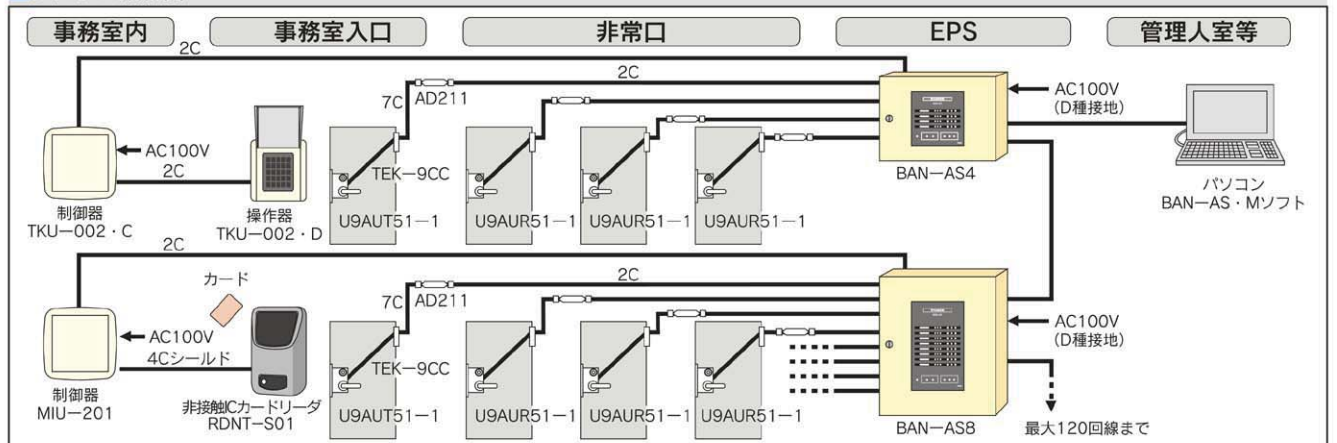 事務室内
事務室入口
非常口
EPS
管理人室等
2C
2C
7C
AD211
AC100V
(D種接地)
AC100V
2C
TEK−9CC
BAN−AS4
制御器
TKU−002・C
操作器
TKU−002・D
U9AUT51−1
U9AUR51−1
U9AUR51−1
U9AUR51−1
パソコン
BAN−AS・Mソフト
2C
カード
2C
7C
AD211
AC100V
4Cシールド
AC100V
(D種接地)
TEK−9CC
制御器
MIU−201
非接触ICカードリーダ
RDNT−S01
U9AUT51−1
U9AUR51−1
U9AUR51−1
U9AUR51−1
BAN−AS8
最大120回線まで